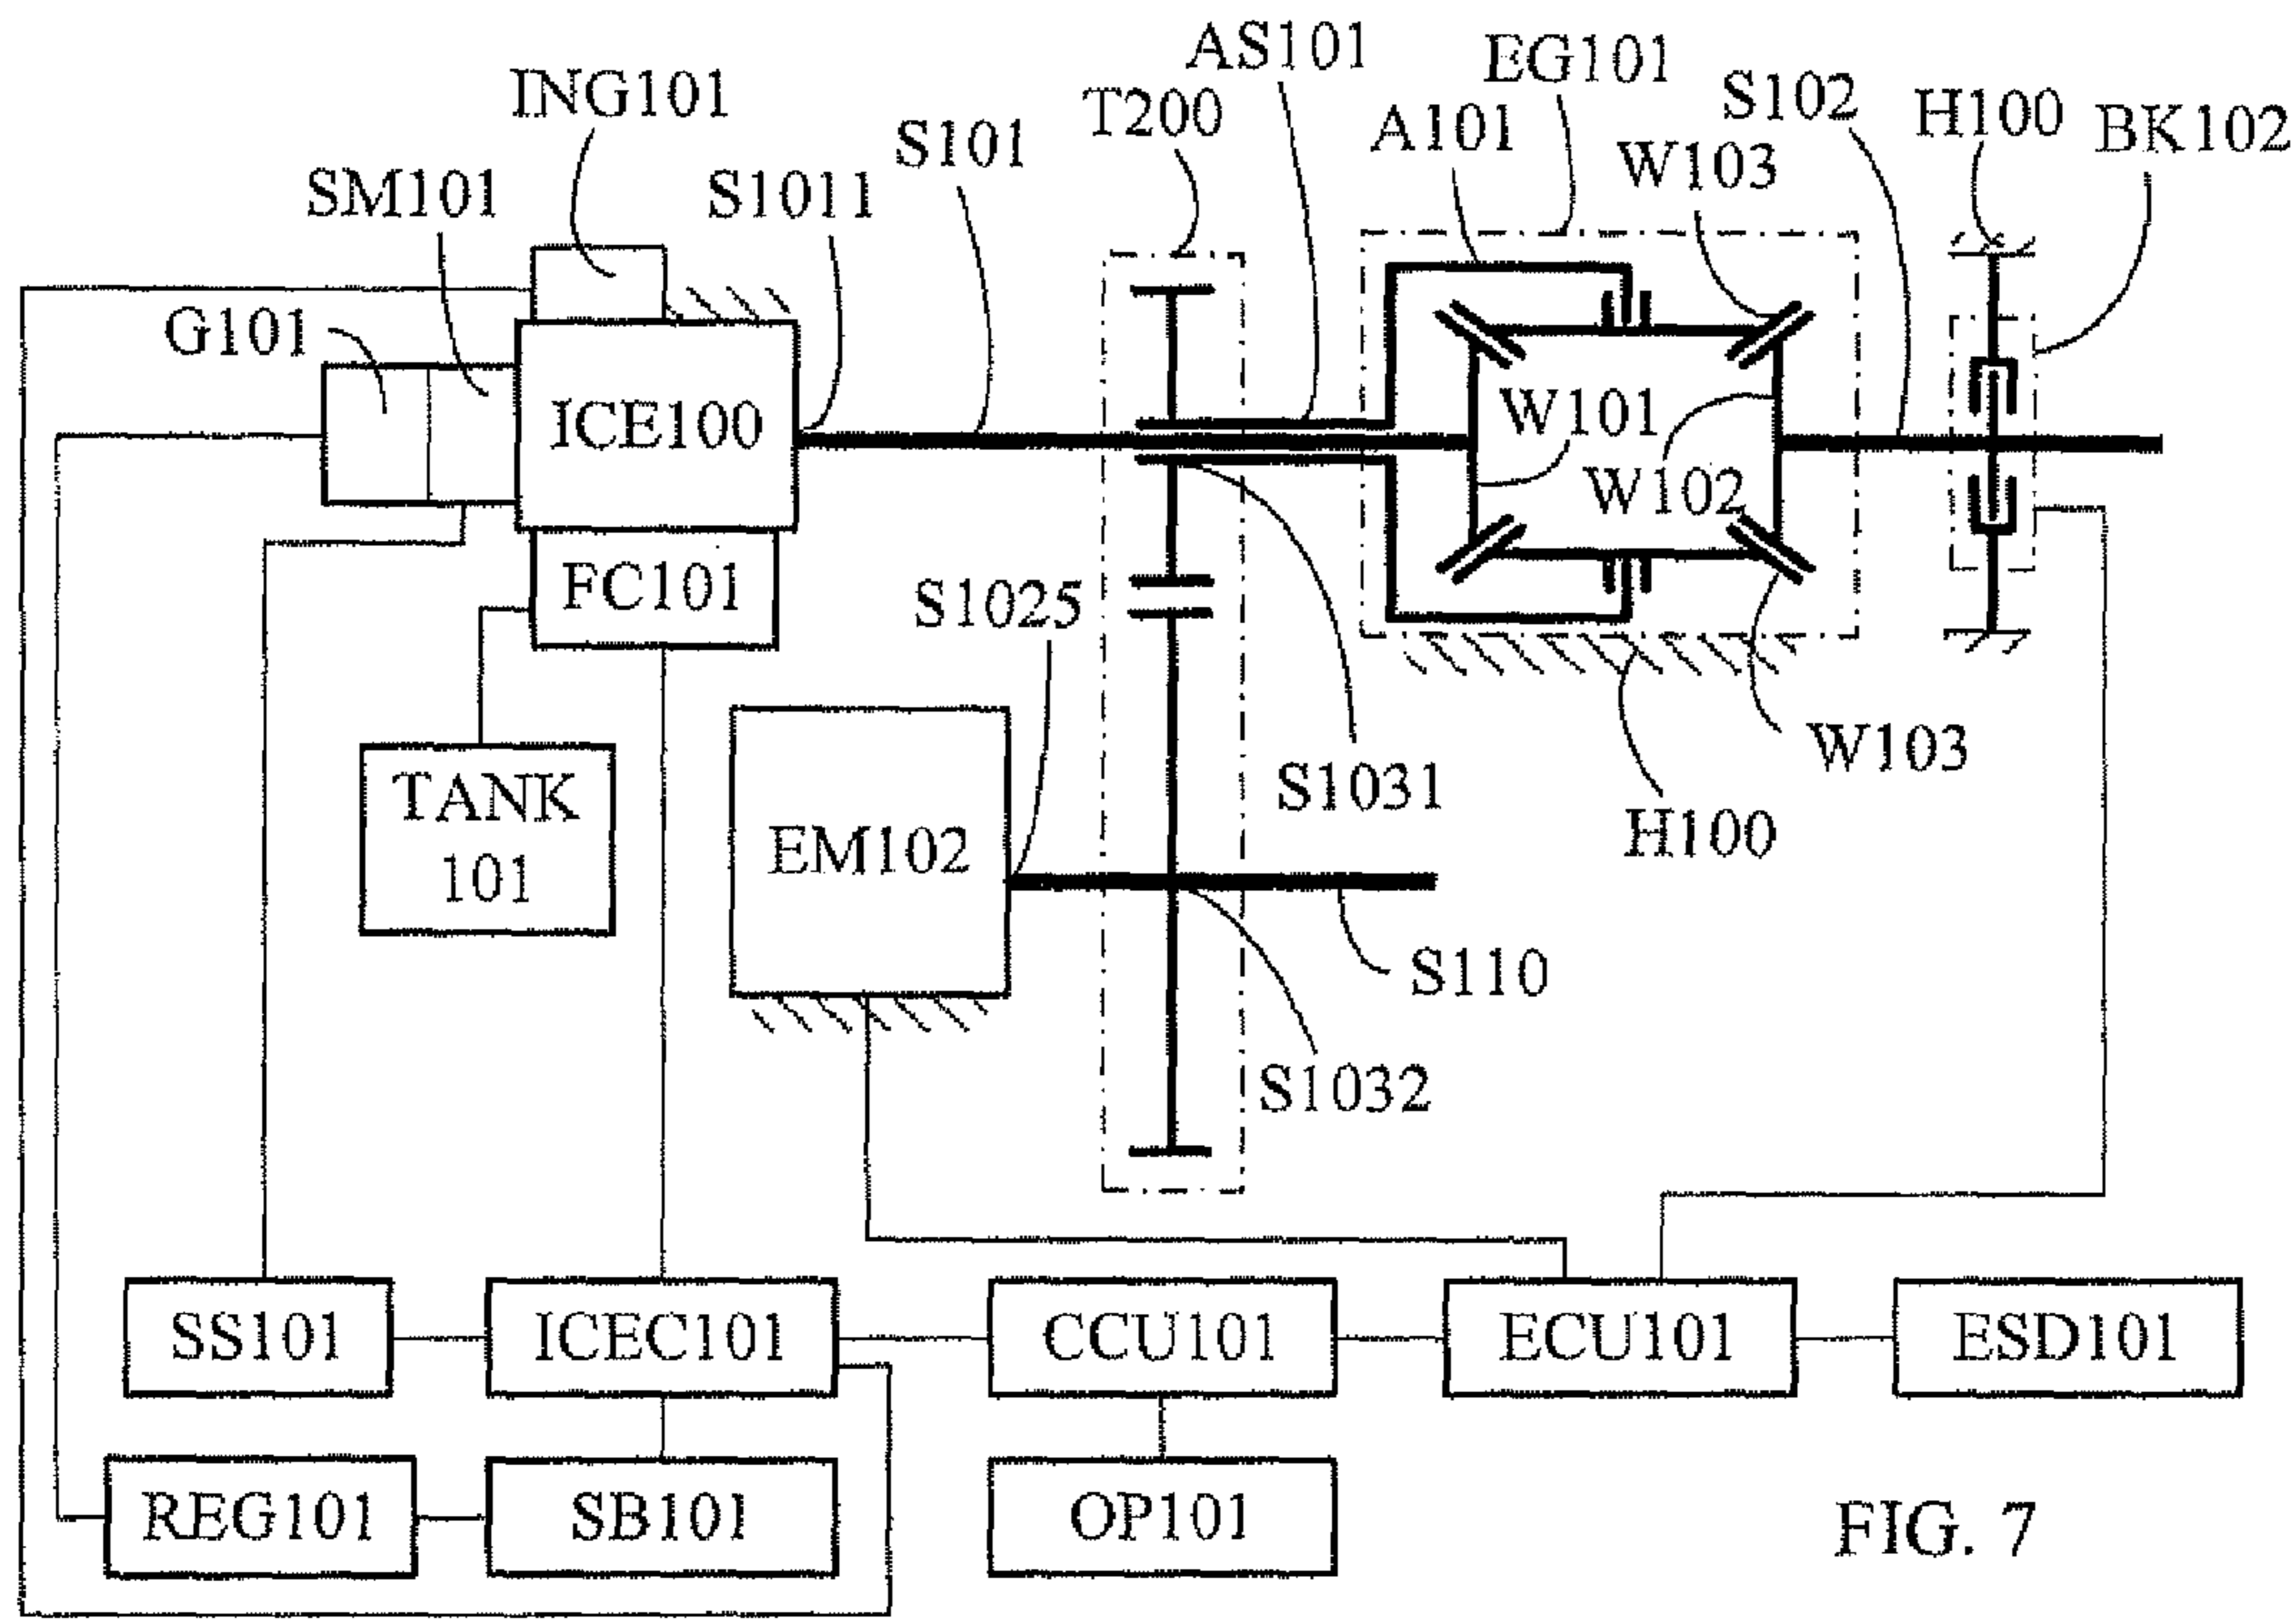 AS101
EG101
ING101
T200
A101
S102
H100
BK102
S101
W103
SM101
S1011
G101
ICE100
W101
W102
FC101
S1025
TANK
101
EM102
S1031
W103
H100
S110
S1032
SS101
ICEC101
CCU101
ECU101
ESD101
REG101
SB101
OP101
FIG. 7